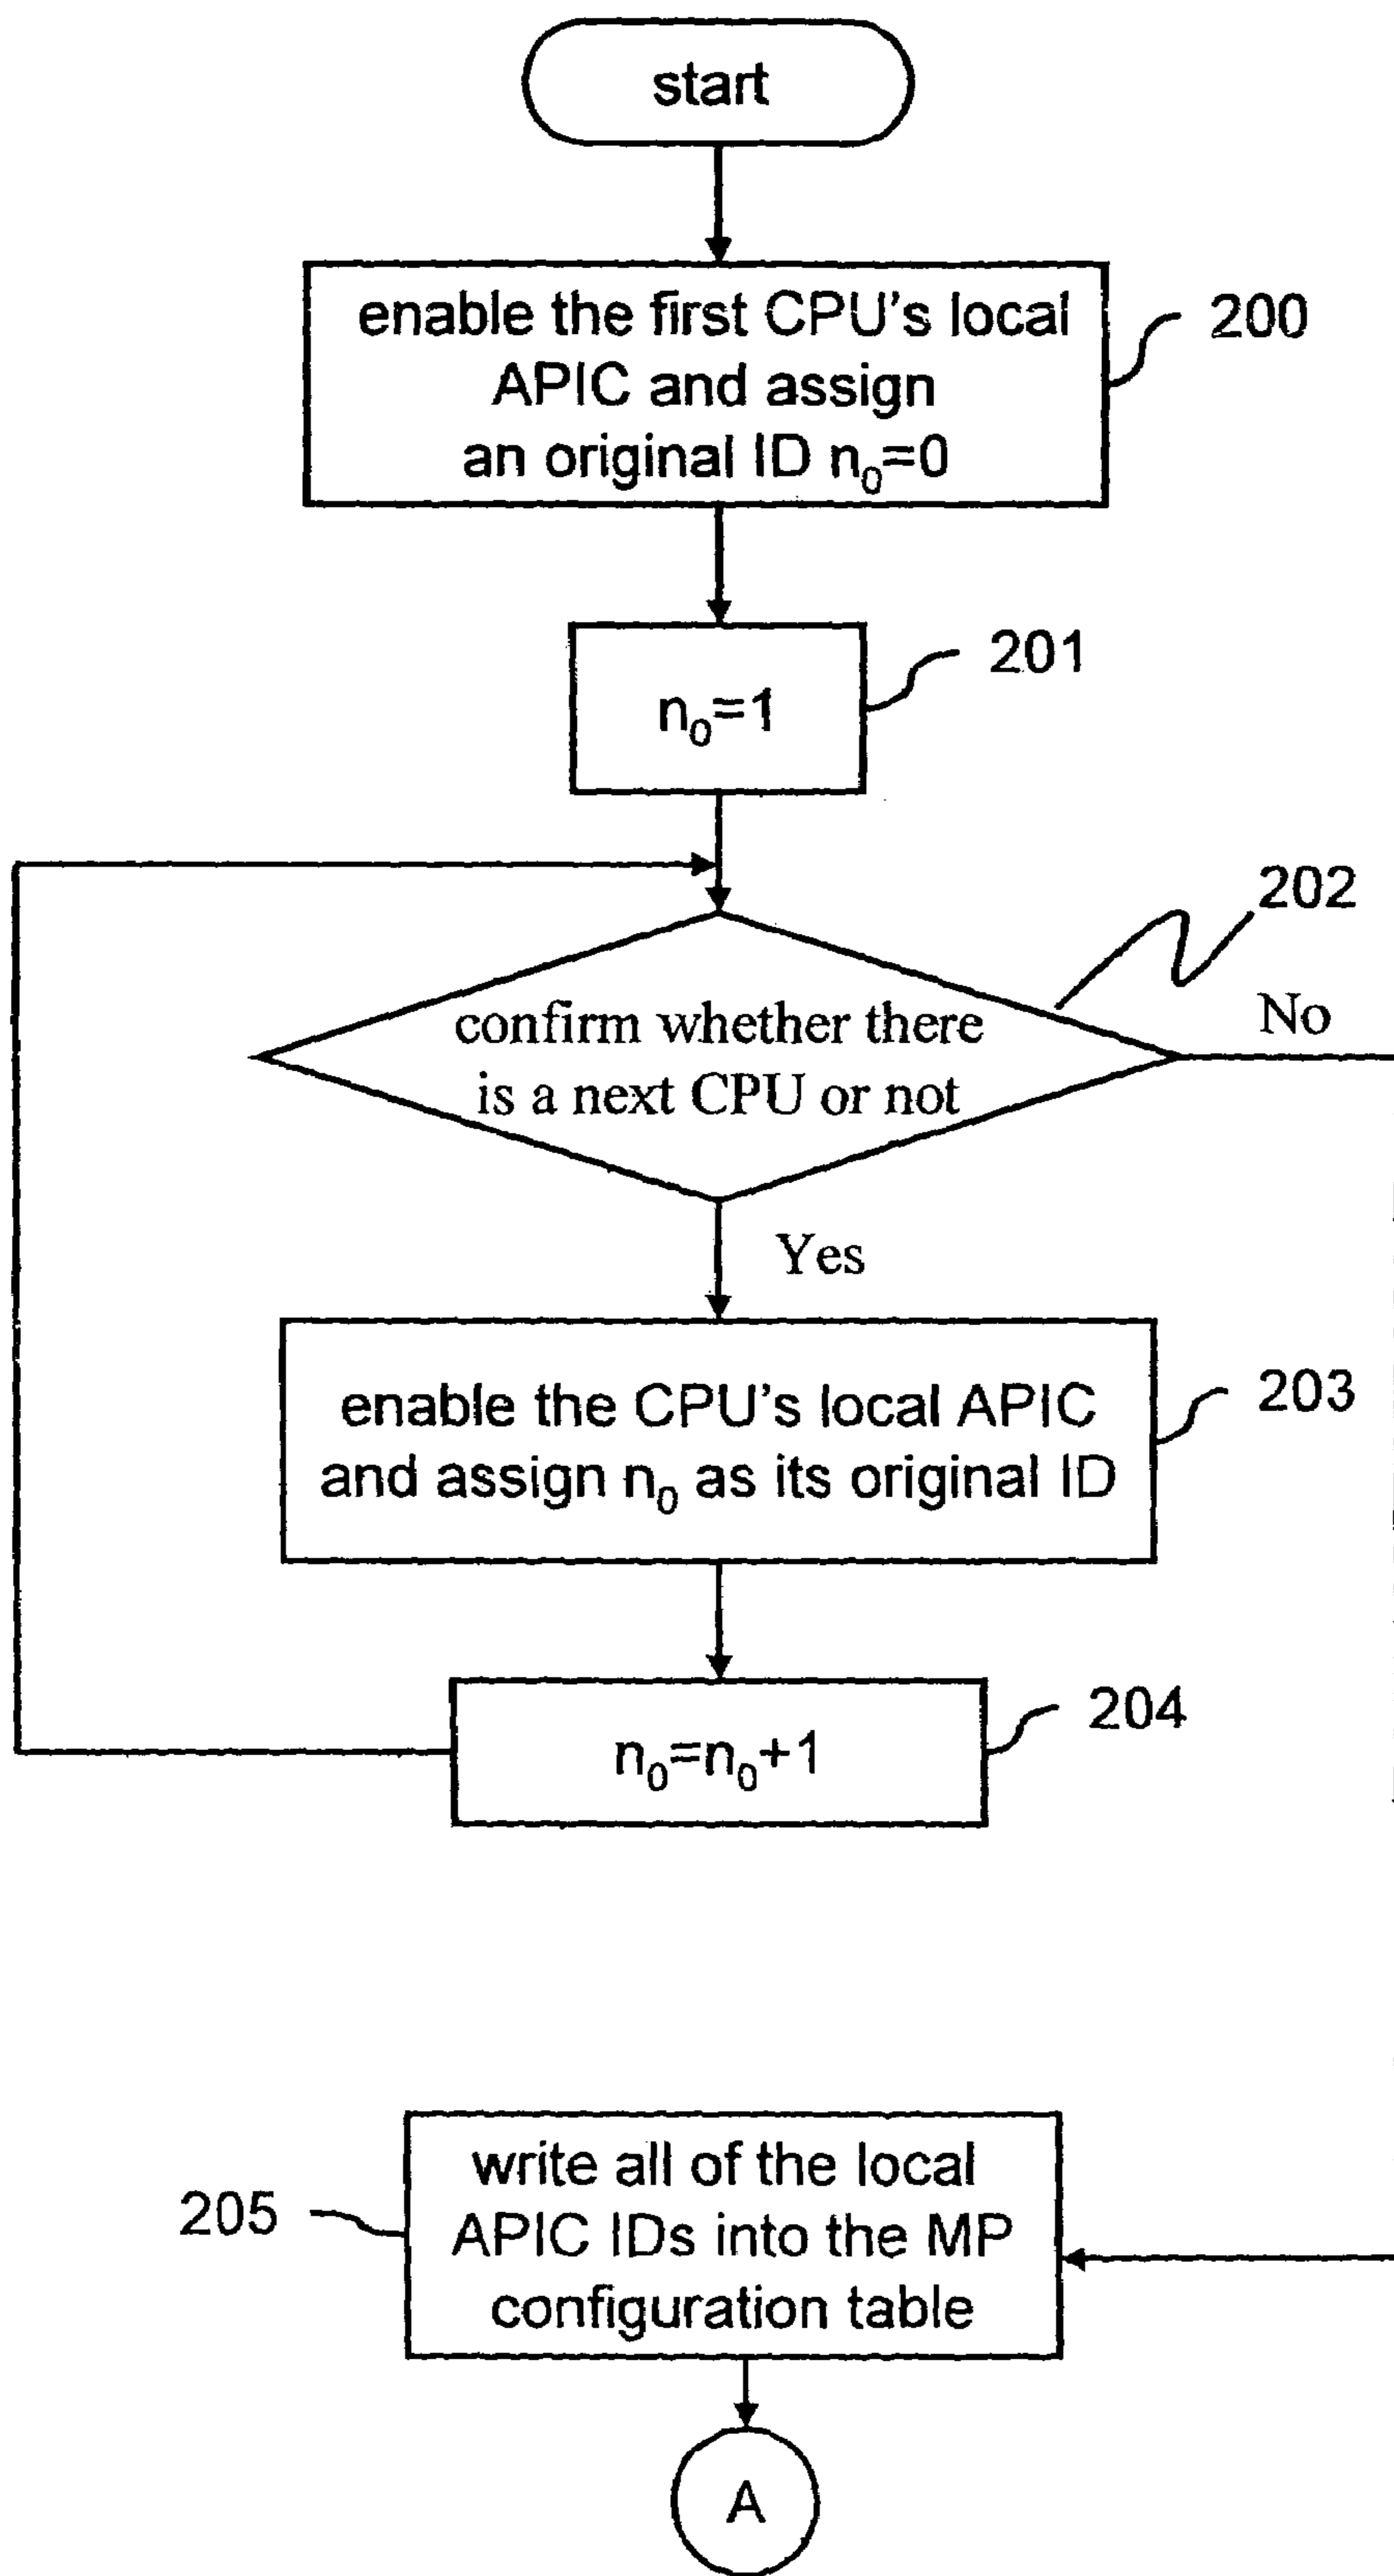 start
enable the first CPU's local
APIC and assign
an original ID n₀=0
200
n₀=1
201
202
confirm whether there
is a next CPU or not
No
Yes
enable the CPU's local APIC
and assign n₀ as its original ID
203
n₀=n₀+1
204
write all of the local
APIC IDs into the MP
configuration table
205
A